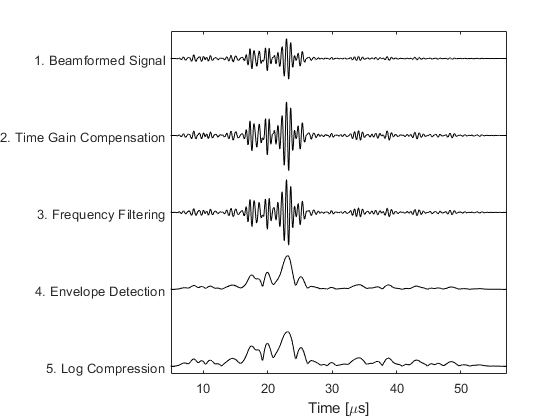 1. Beamformed Signal
2. Time Gain Compensation
3. Frequency Filtering
4. Envelope Detection
5. Log Compression
10 20 30 40 50
Time [μs]